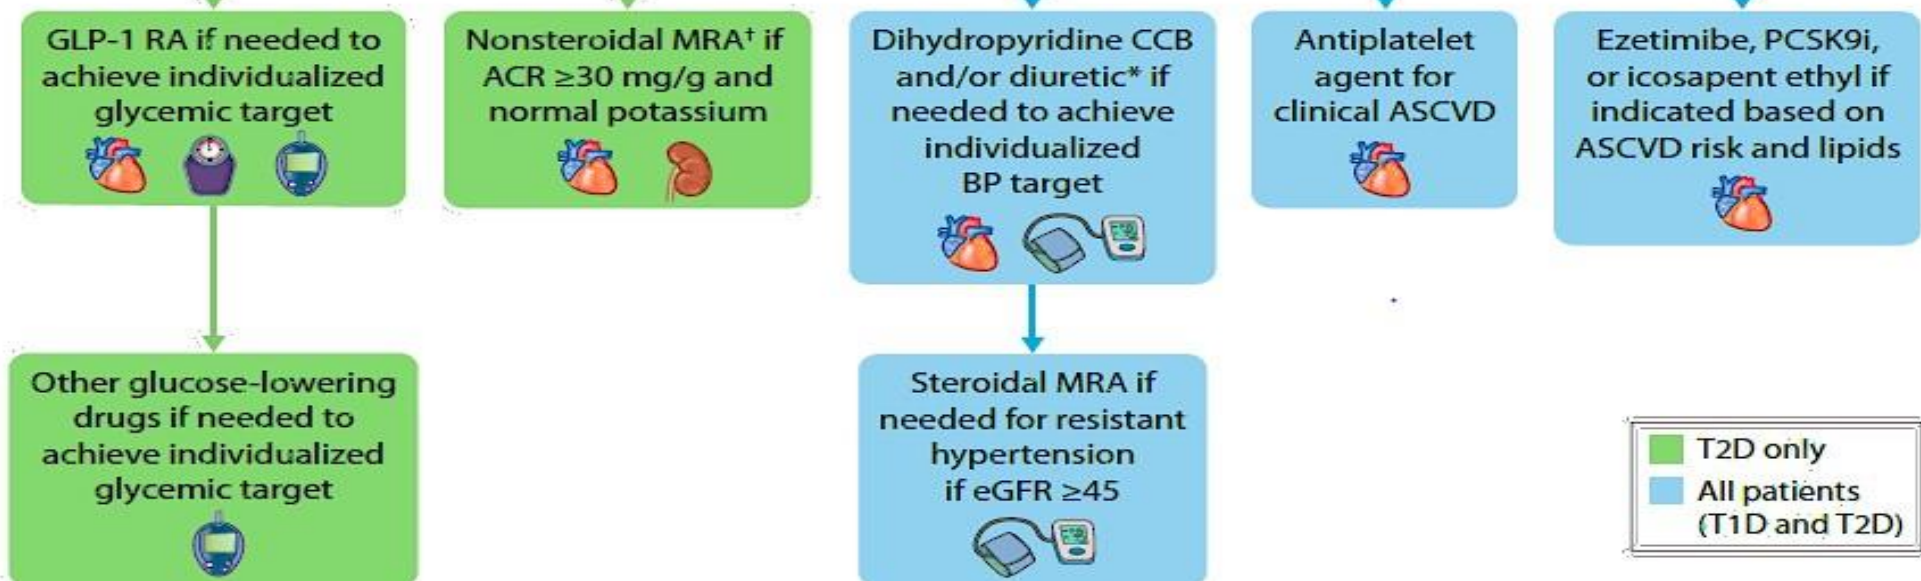 GLP-1 RA if needed to
achieve individualized
glycemic target
Nonsteroidal MRA† if
ACR ≥30 mg/g and
normal potassium
Dihydropyridine CCB
and/or diuretic* if
needed to achieve
individualized
BP target
Antiplatelet
agent for
clinical ASCVD
Ezetimibe, PCSK9i,
or icosapent ethyl if
indicated based on
ASCVD risk and lipids
Other glucose-lowering
drugs if needed to
achieve individualized
glycemic target
Steroidal MRA if
needed for resistant
hypertension
if eGFR ≥45
T2D only
All patients
(T1D and T2D)